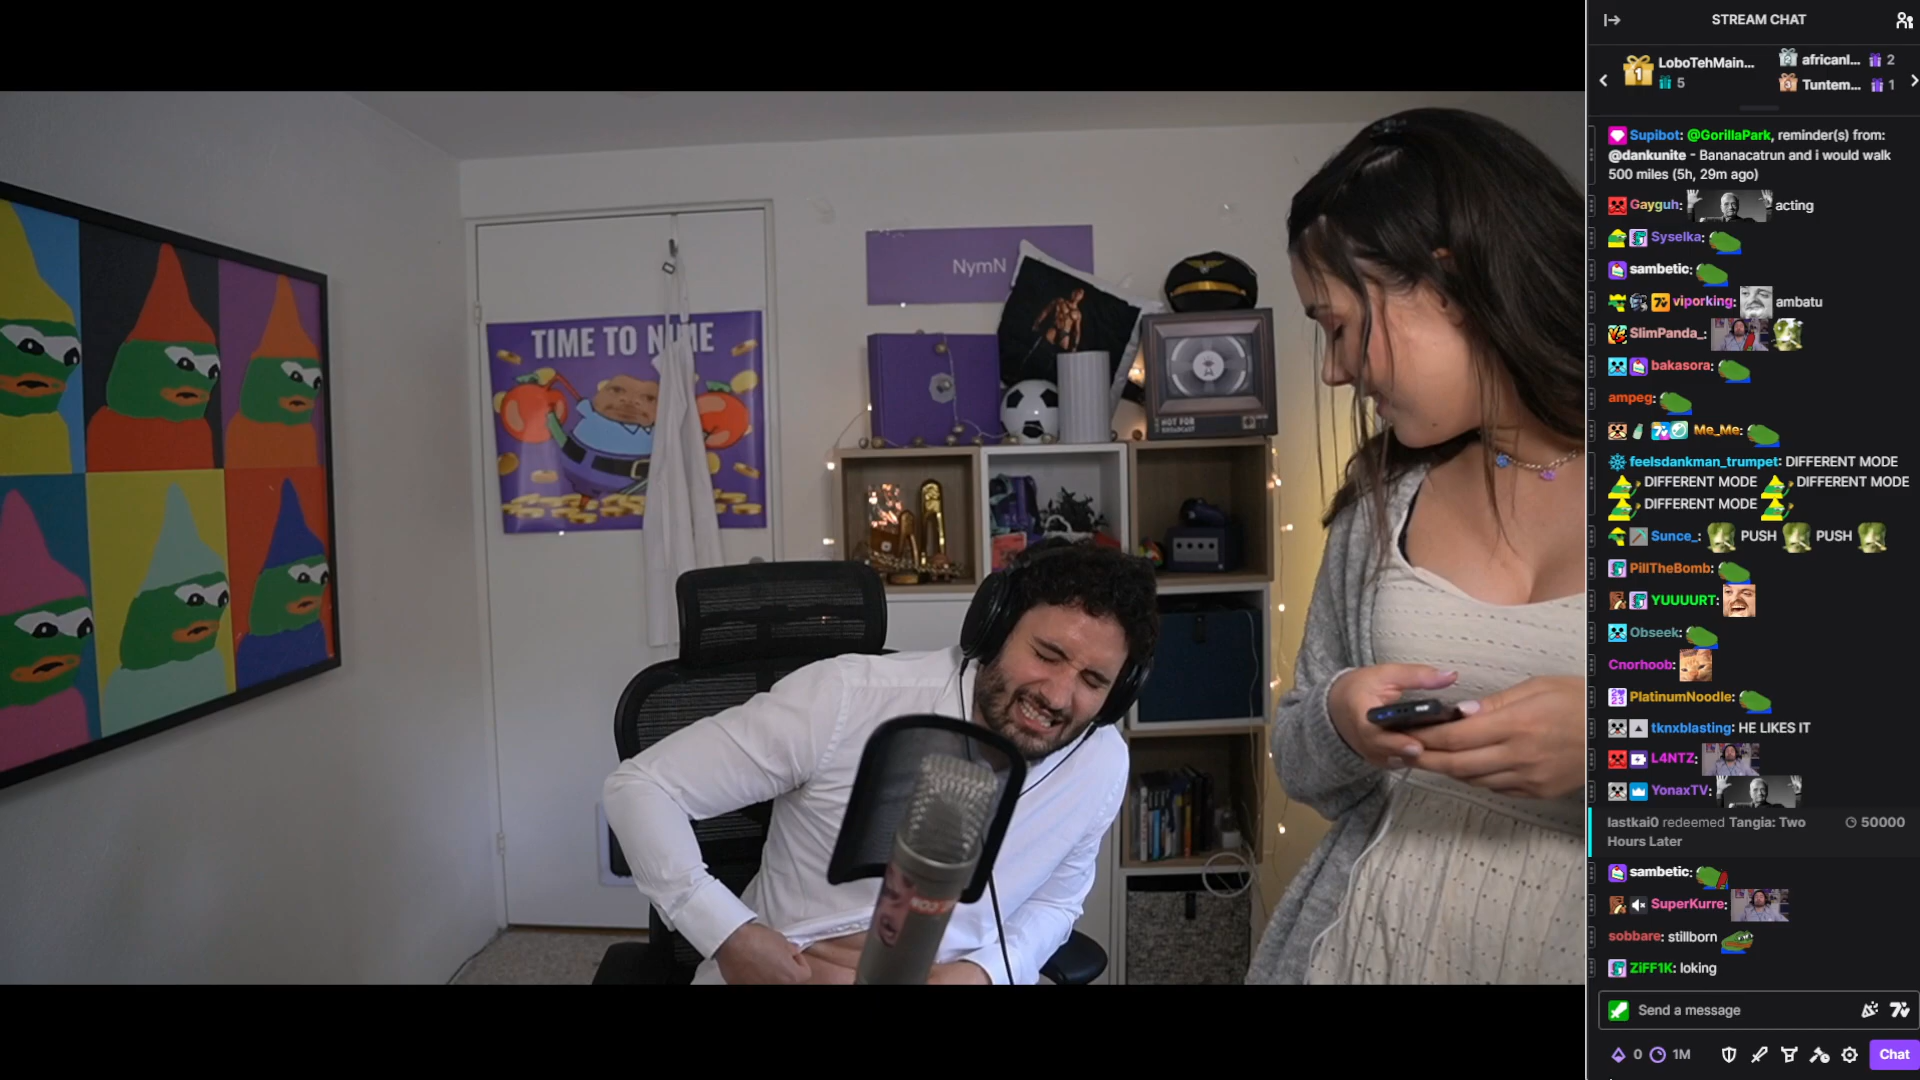 STREAM CHAT
LoboTehMain...
5
africanl... 2
Tuntem... 1
Supibot: @GorillaPark, reminder(s) from:
@dankunite - Bananacatrun and i would walk
500 miles (5h, 29m ago)
Gayguh: acting
Syselka:
sambetic:
viporking: ambatu
SlimPanda_:
bakasora:
ampeg:
Me_Me:
feelsdankman_trumpet: DIFFERENT MODE
DIFFERENT MODE DIFFERENT MODE
DIFFERENT MODE
Sunce_: PUSH PUSH
PillTheBomb:
YUUUURT:
Obseek:
Cnorhoob:
PlatinumNoodle:
tknxblasting: HE LIKES IT
L4NTZ:
YonaxTV:
lastkai0 redeemed Tangia: Two 50000
Hours Later
sambetic:
SuperKurre:
sobbare: stillborn
ZiFF1K: loking
Send a message
0 1M
Chat
NymN
TIME TO N ME
NOT FOR
BROADCAST